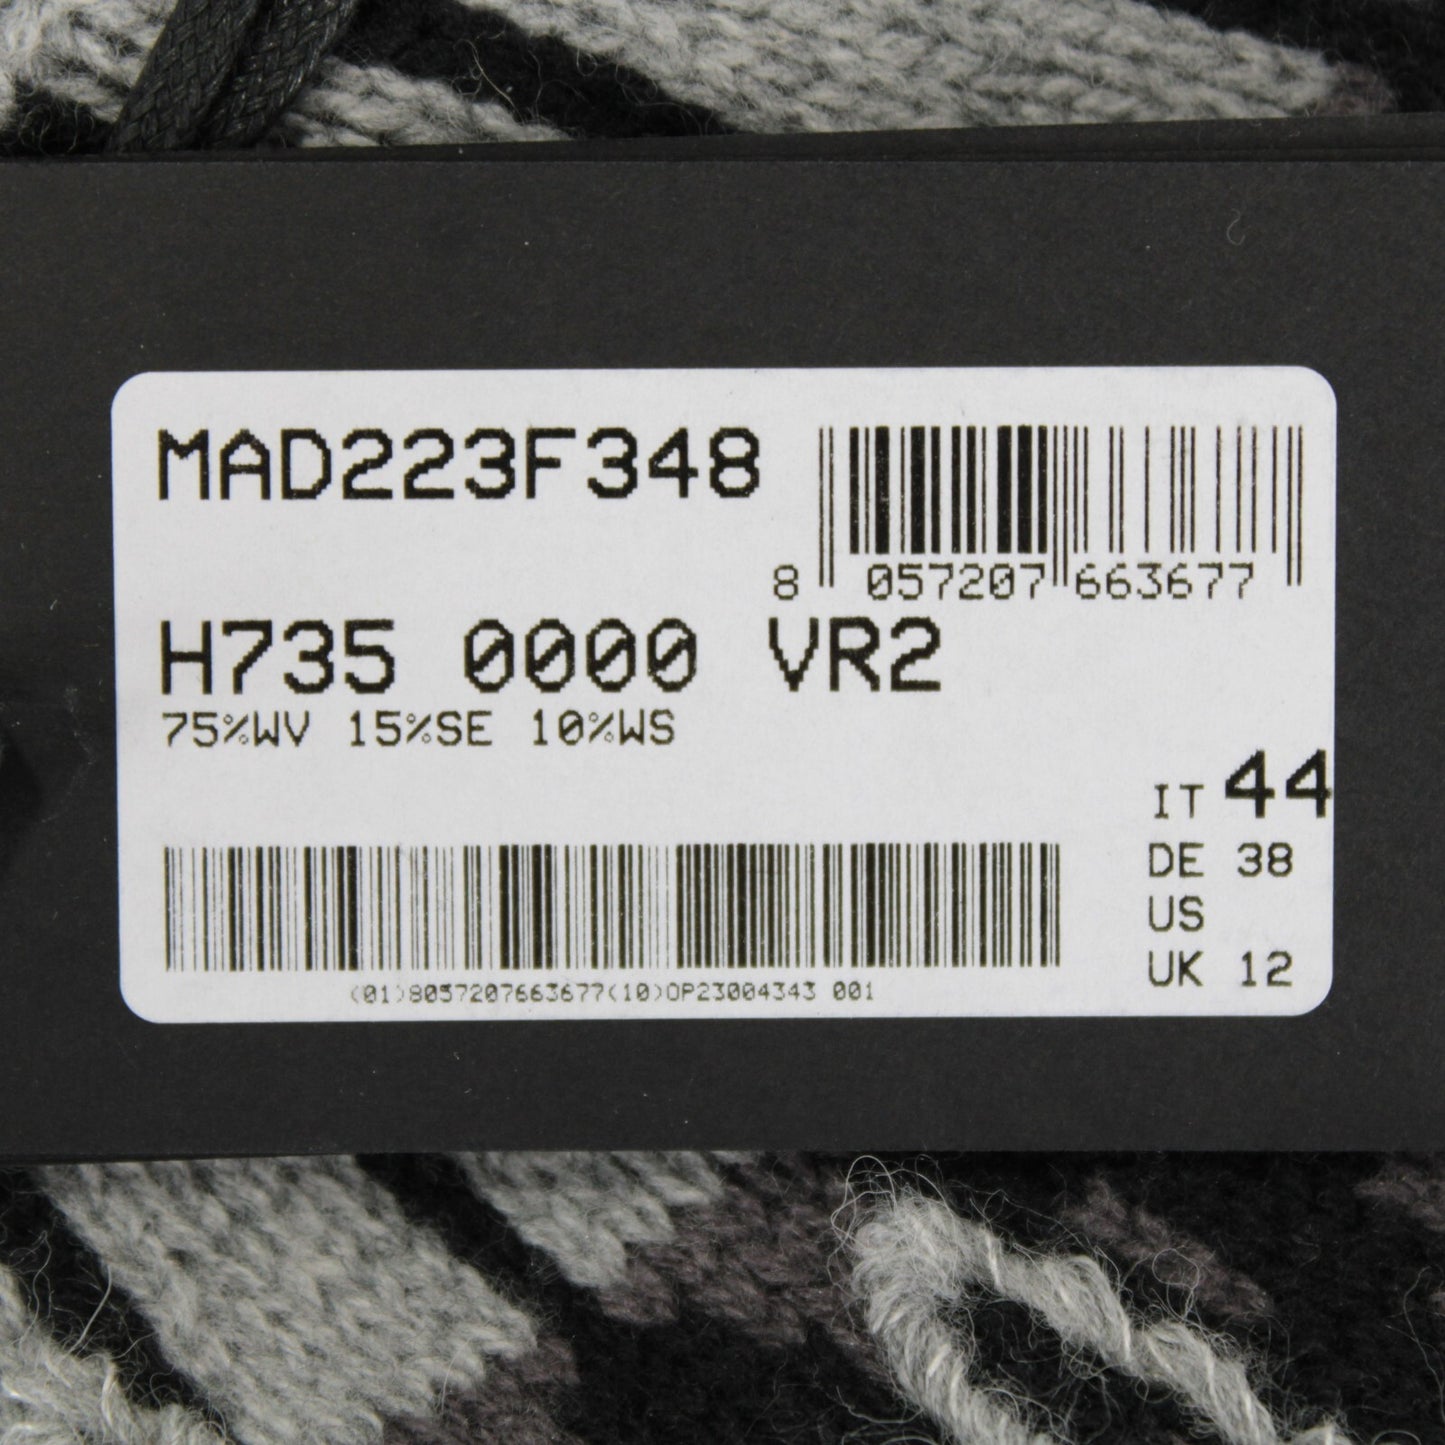 MAD223F348
8 057207 663677
H735 0000 VR2
75%WV 15%SE 10%WS
IT 44
DE 38
US
UK 12
(01)8057207663677(10)OP23004343 001